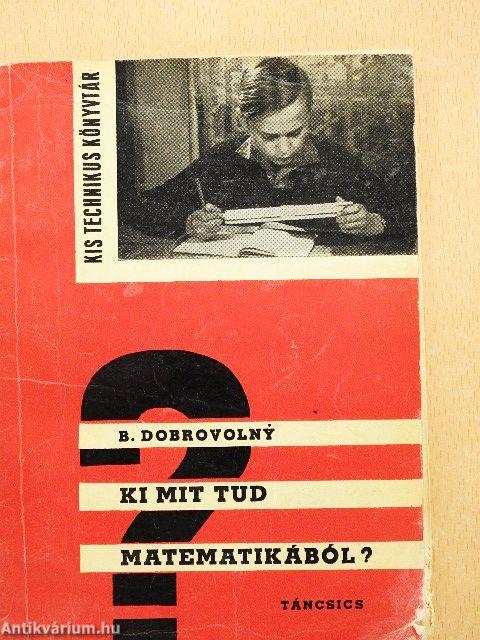 KIS TECHNIKUS KÖNYVTÁR
?
B. DOBROVOLNÝ
KI MIT TUD
MATEMATIKÁBÓL?
TÁNCSICS
Antikvárium.hu